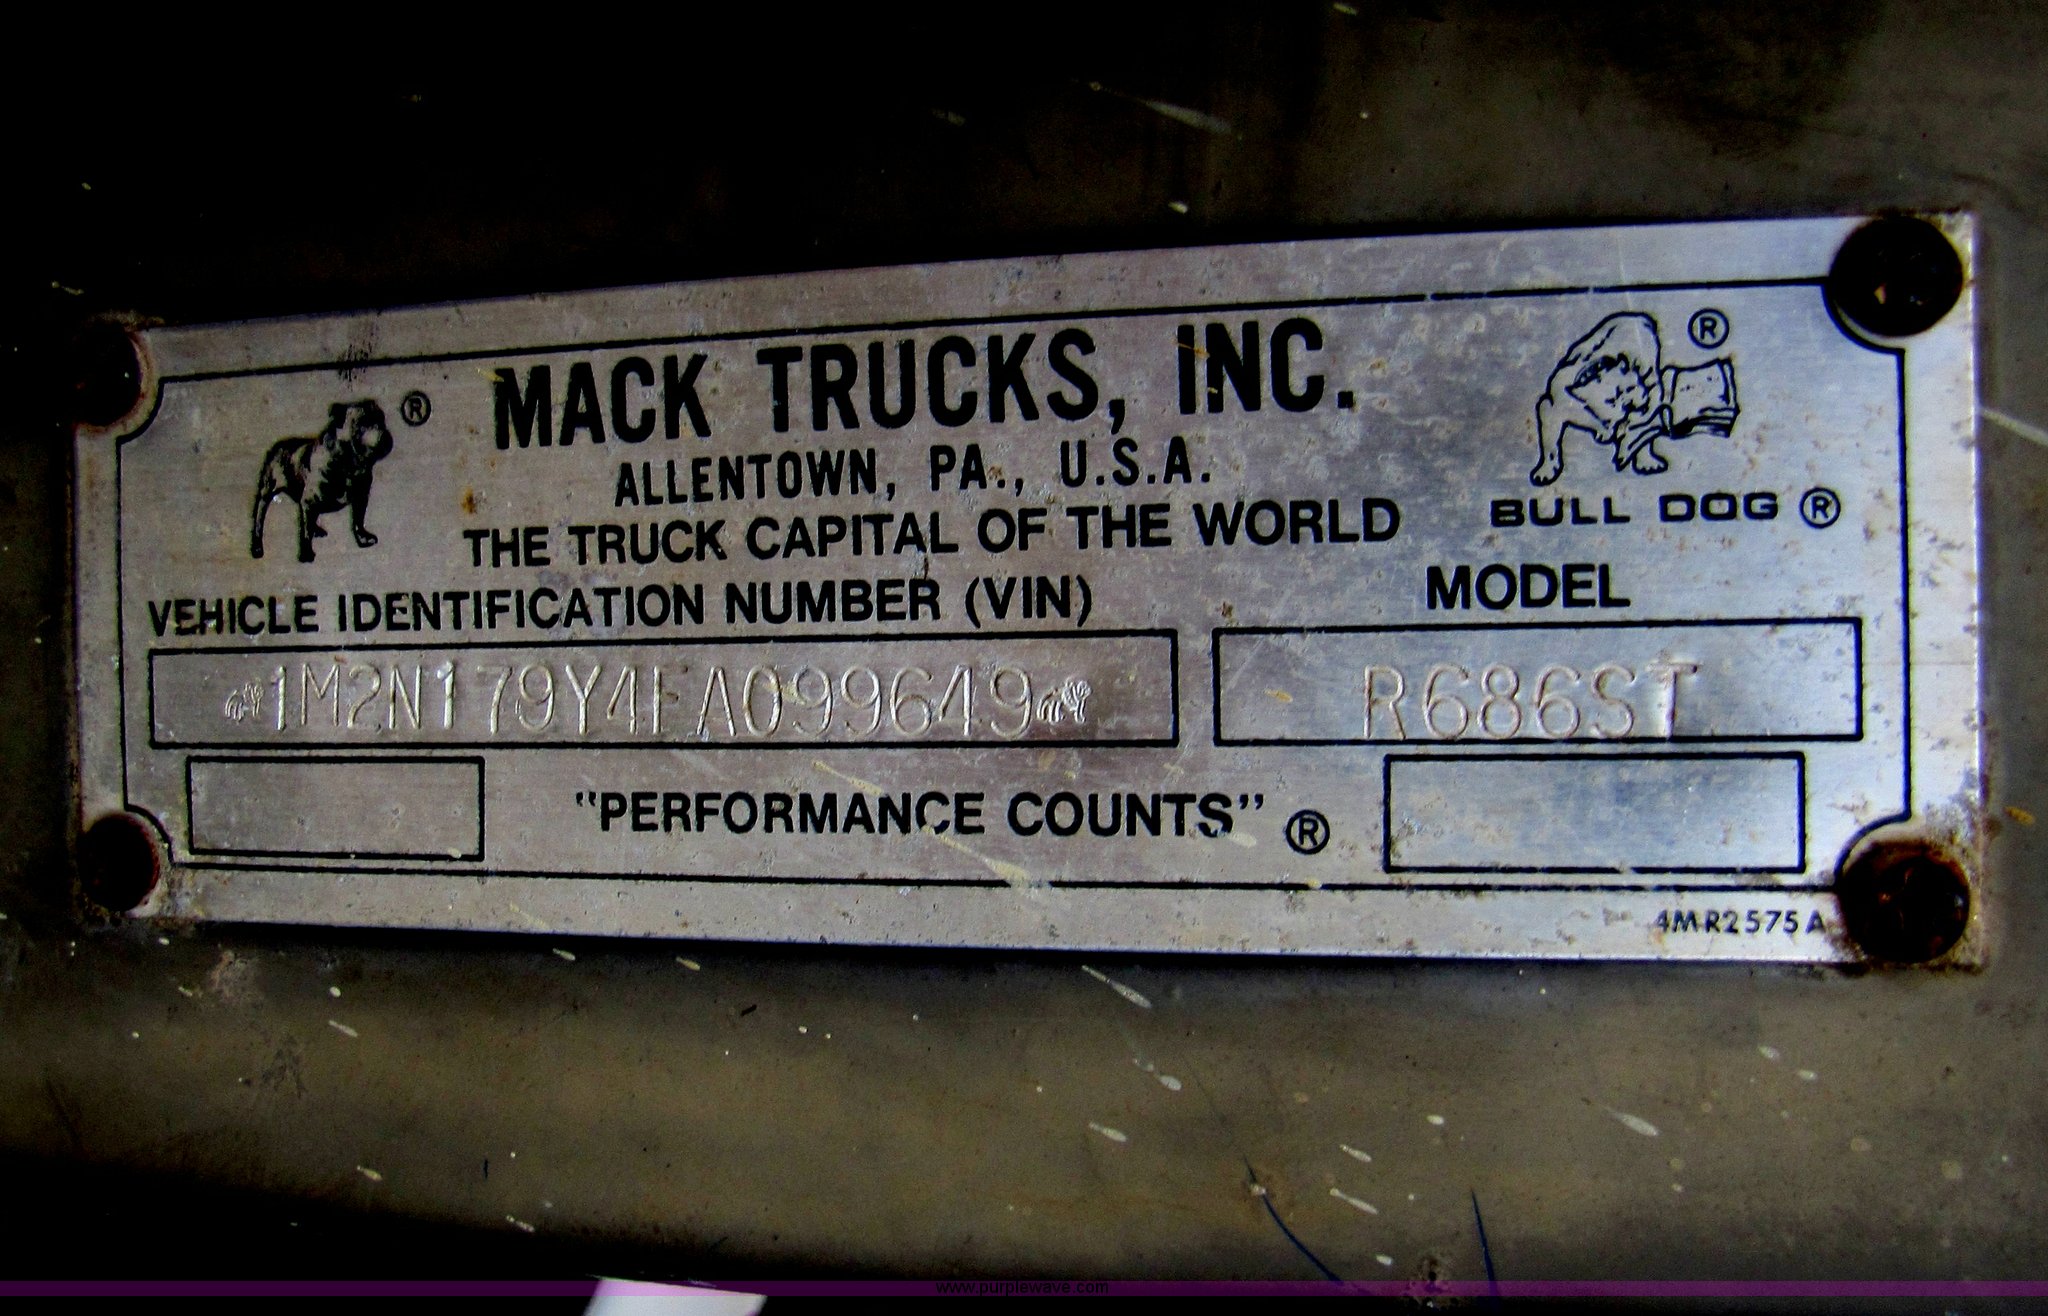 MACK TRUCKS, INC.
ALLENTOWN, PA., U.S.A.
THE TRUCK CAPITAL OF THE WORLD
®
®
BULL DOG ®
VEHICLE IDENTIFICATION NUMBER (VIN)
MODEL
1M2N179Y4EA099649
R686ST
"PERFORMANCE COUNTS" ®
4MR2575A
www.purplewave.com